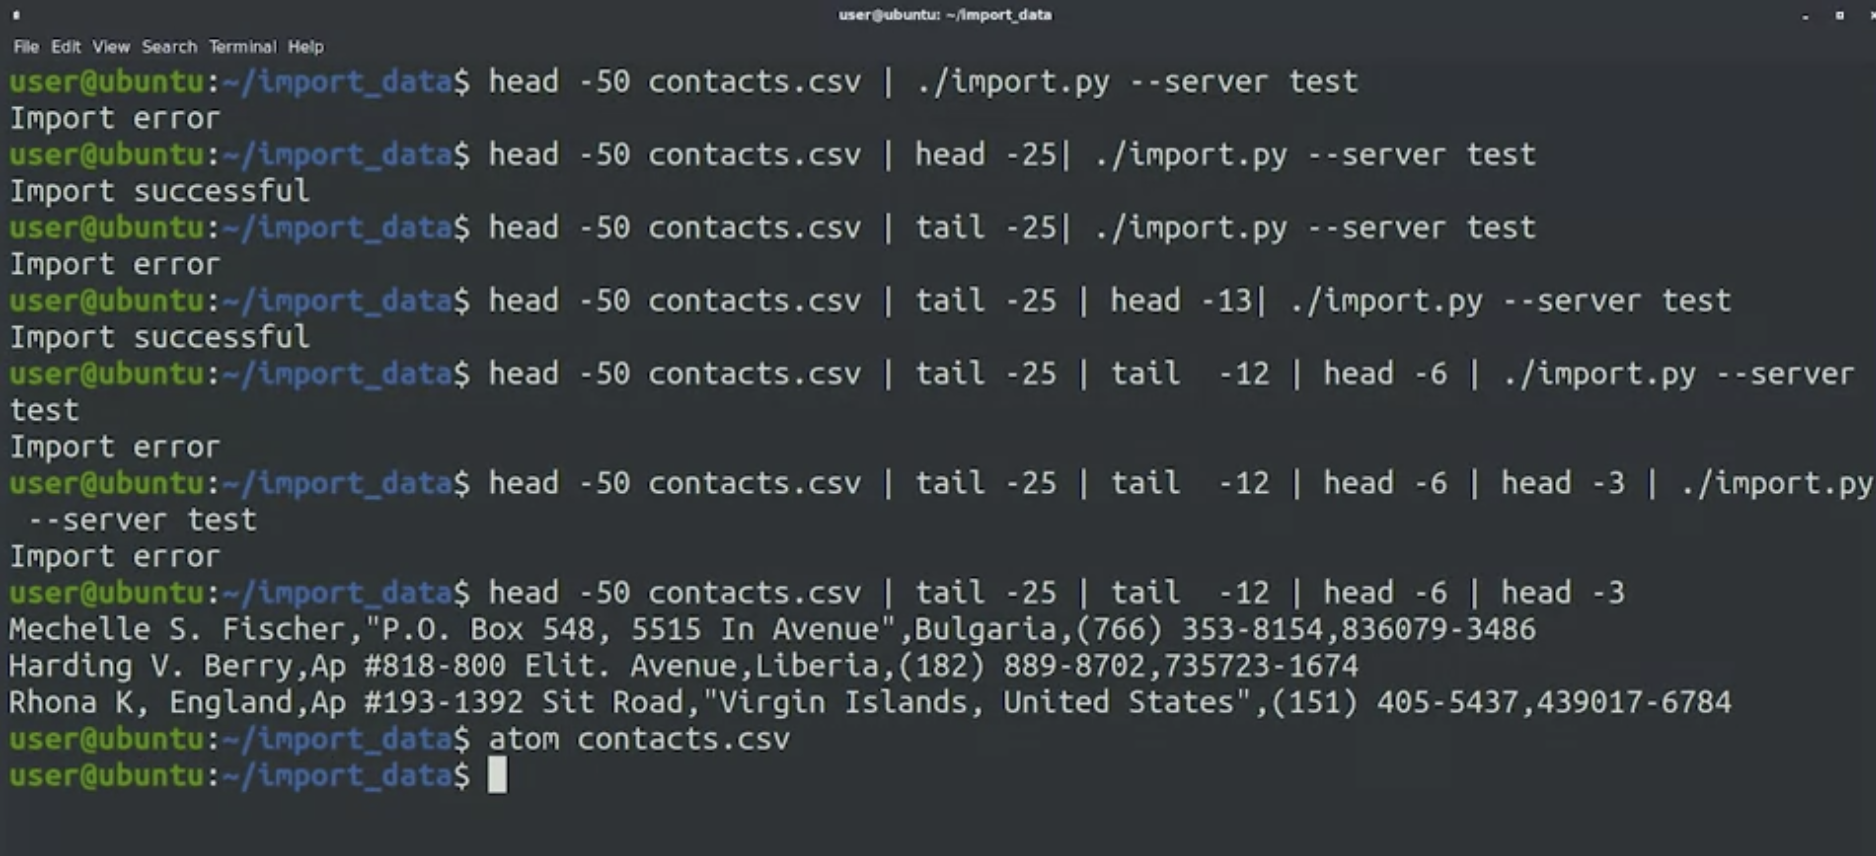 user@ubuntu: ~/import_data
File Edit View Search Terminal Help
user@ubuntu:~/import_data$ head -50 contacts.csv | ./import.py --server test
Import error
user@ubuntu:~/import_data$ head -50 contacts.csv | head -25| ./import.py --server test
Import successful
user@ubuntu:~/import_data$ head -50 contacts.csv | tail -25| ./import.py --server test
Import error
user@ubuntu:~/import_data$ head -50 contacts.csv | tail -25 | head -13| ./import.py --server test
Import successful
user@ubuntu:~/import_data$ head -50 contacts.csv | tail -25 | tail  -12 | head -6 | ./import.py --server
test
Import error
user@ubuntu:~/import_data$ head -50 contacts.csv | tail -25 | tail  -12 | head -6 | head -3 | ./import.py
 --server test
Import error
user@ubuntu:~/import_data$ head -50 contacts.csv | tail -25 | tail  -12 | head -6 | head -3
Mechelle S. Fischer,"P.O. Box 548, 5515 In Avenue",Bulgaria,(766) 353-8154,836079-3486
Harding V. Berry,Ap #818-800 Elit. Avenue,Liberia,(182) 889-8702,735723-1674
Rhona K, England,Ap #193-1392 Sit Road,"Virgin Islands, United States",(151) 405-5437,439017-6784
user@ubuntu:~/import_data$ atom contacts.csv
user@ubuntu:~/import_data$